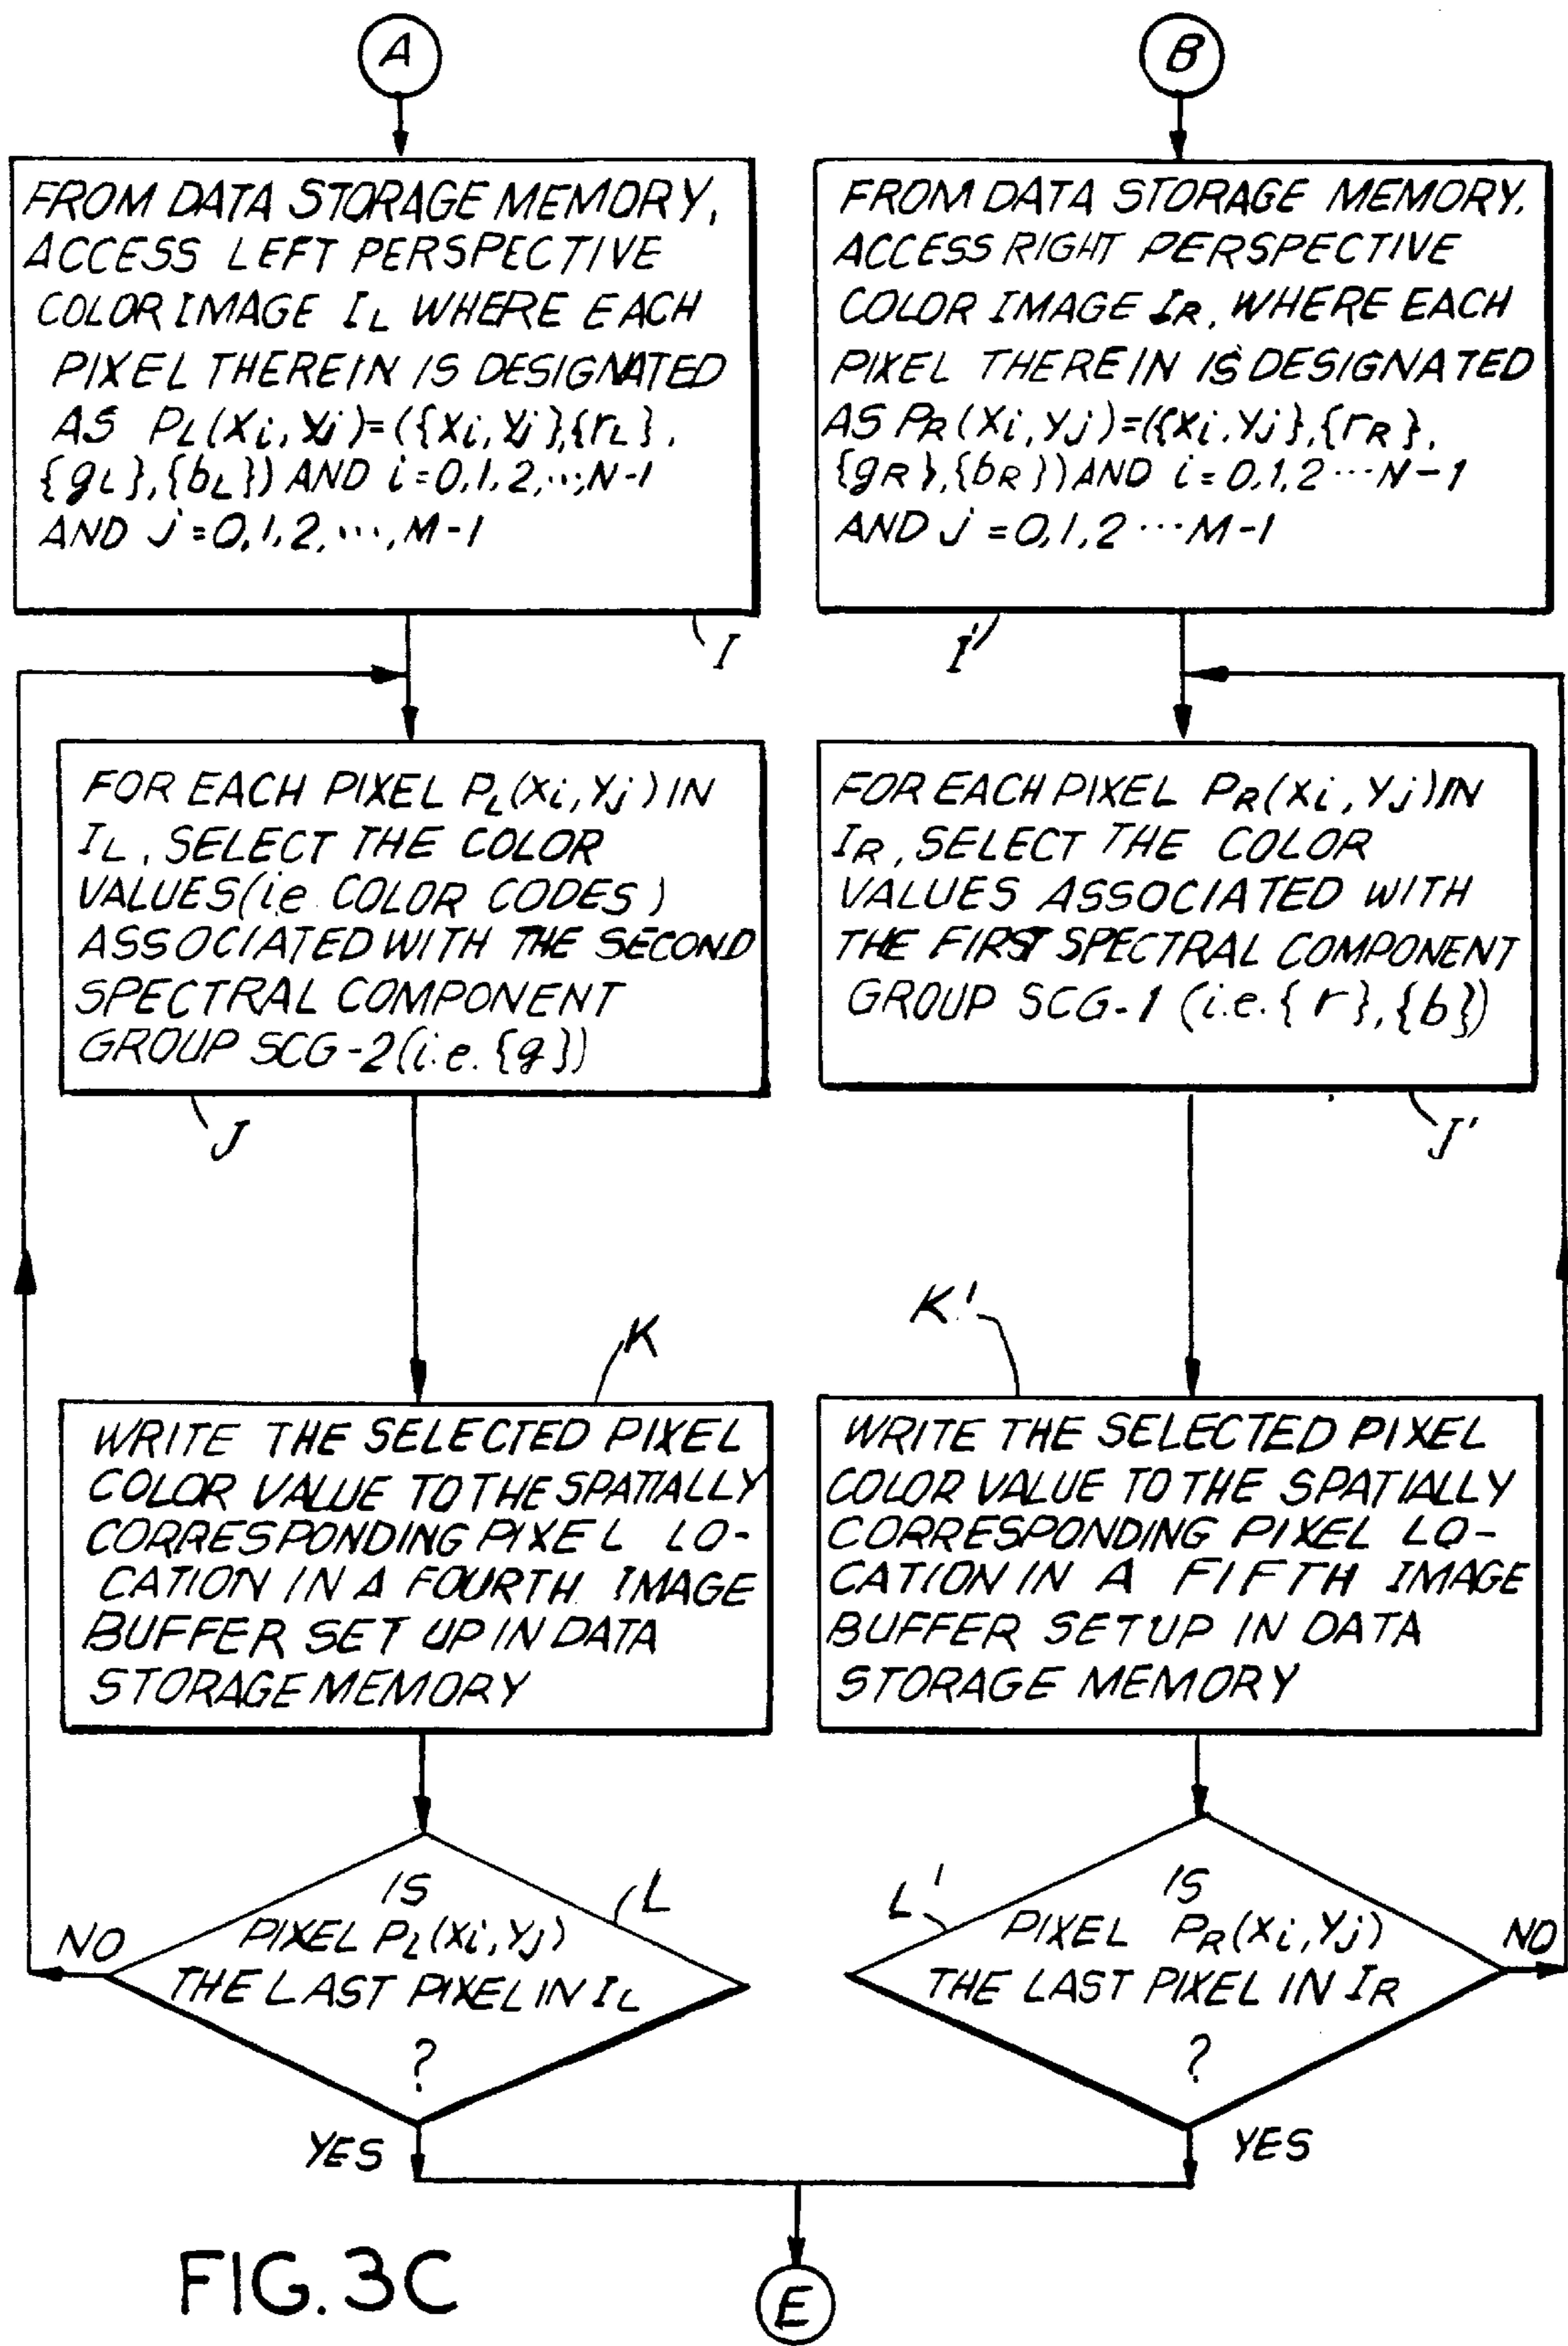 A
FROM DATA STORAGE MEMORY,
ACCESS LEFT PERSPECTIVE
COLOR IMAGE IL WHERE EACH
PIXEL THEREIN IS DESIGNATED
AS PL(xi, yj)=({xi, yj},{rL},
{gL},{bL}) AND i=0,1,2,...,N-1
AND j=0,1,2,...,M-1
I
FOR EACH PIXEL PL(xi, yj) IN
IL, SELECT THE COLOR
VALUES (i.e. COLOR CODES)
ASSOCIATED WITH THE SECOND
SPECTRAL COMPONENT
GROUP SCG-2 (i.e. {g})
J
K
WRITE THE SELECTED PIXEL
COLOR VALUE TO THE SPATIALLY
CORRESPONDING PIXEL LO-
CATION IN A FOURTH IMAGE
BUFFER SET UP IN DATA
STORAGE MEMORY
L
IS
PIXEL PL(xi, yj)
THE LAST PIXEL IN IL
?
NO
YES
B
FROM DATA STORAGE MEMORY,
ACCESS RIGHT PERSPECTIVE
COLOR IMAGE IR, WHERE EACH
PIXEL THEREIN IS DESIGNATED
AS PR(xi, yj)=({xi, yj},{rR},
{gR},{bR}) AND i=0,1,2...N-1
AND j=0,1,2...M-1
I'
FOR EACH PIXEL PR(xi, yj) IN
IR, SELECT THE COLOR
VALUES ASSOCIATED WITH
THE FIRST SPECTRAL COMPONENT
GROUP SCG-1 (i.e. {r},{b})
J'
K'
WRITE THE SELECTED PIXEL
COLOR VALUE TO THE SPATIALLY
CORRESPONDING PIXEL LO-
CATION IN A FIFTH IMAGE
BUFFER SET UP IN DATA
STORAGE MEMORY
L'
IS
PIXEL PR(xi, yj)
THE LAST PIXEL IN IR
?
NO
YES
E
FIG. 3C